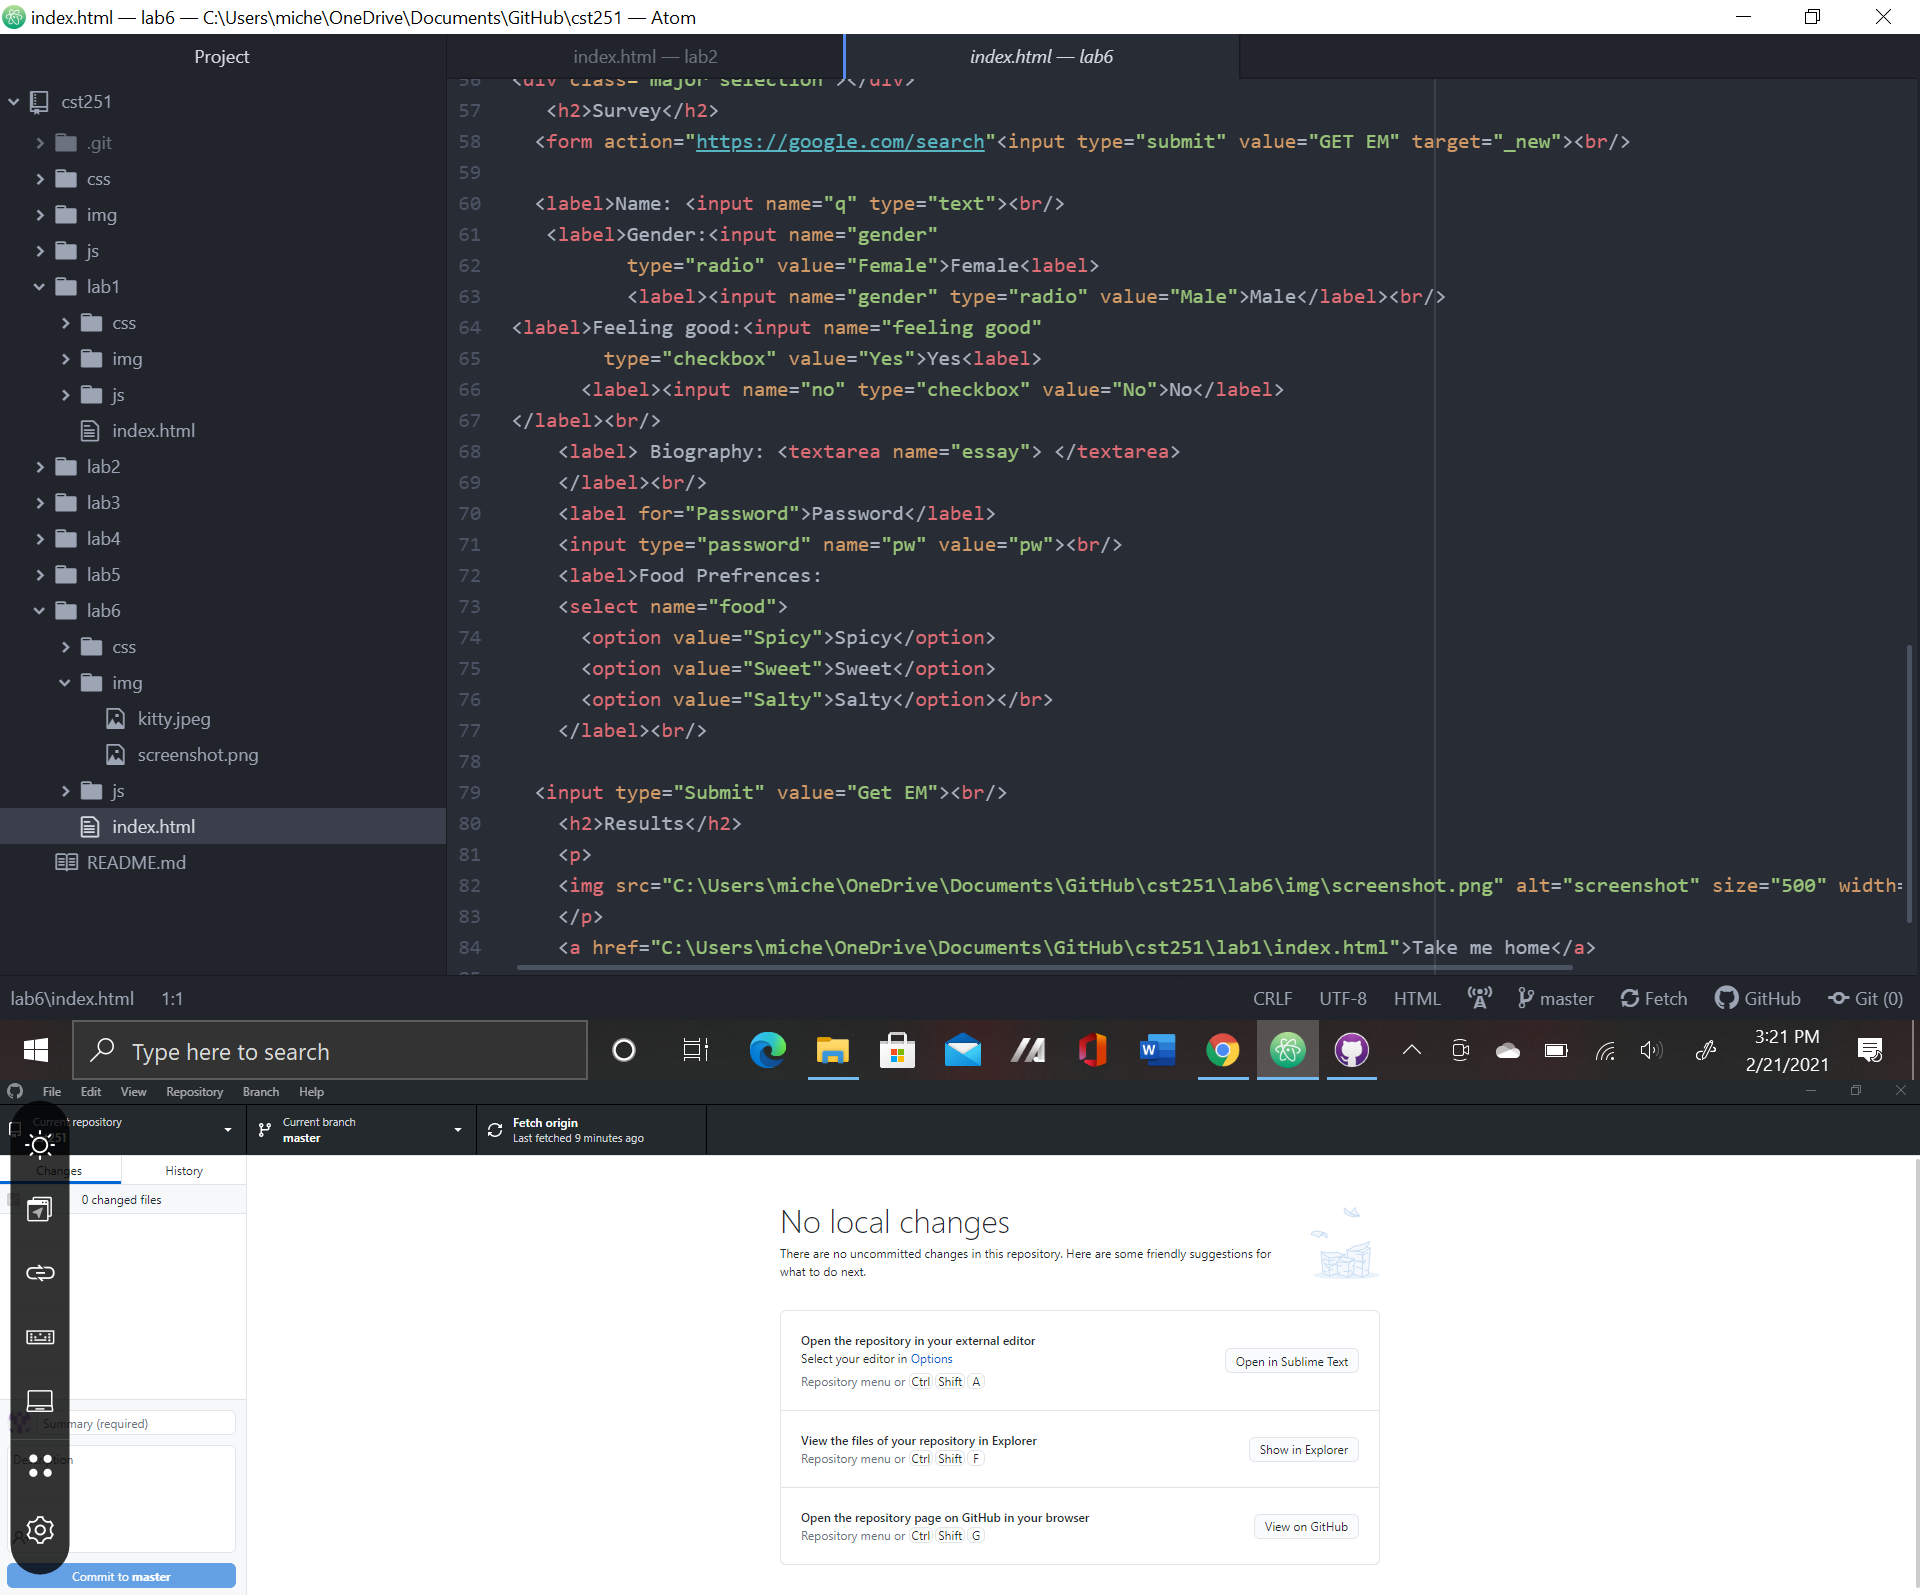 index.html — lab6 — C:\Users\miche\OneDrive\Documents\GitHub\cst251 — Atom
Project
index.html — lab2
index.html — lab6
cst251
.git
css
img
js
lab1
css
img
js
index.html
lab2
lab3
lab4
lab5
lab6
css
img
kitty.jpeg
screenshot.png
js
index.html
README.md
56 <div class="major selection"></div>
57 <h2>Survey</h2>
58 <form action="https://google.com/search"<input type="submit" value="GET EM" target="_new"><br/>
59
60 <label>Name: <input name="q" type="text"><br/>
61 <label>Gender:<input name="gender"
62 type="radio" value="Female">Female<label>
63 <label><input name="gender" type="radio" value="Male">Male</label><br/>
64 <label>Feeling good:<input name="feeling good"
65 type="checkbox" value="Yes">Yes<label>
66 <label><input name="no" type="checkbox" value="No">No</label>
67 </label><br/>
68 <label> Biography: <textarea name="essay"> </textarea>
69 </label><br/>
70 <label for="Password">Password</label>
71 <input type="password" name="pw" value="pw"><br/>
72 <label>Food Prefrences:
73 <select name="food">
74 <option value="Spicy">Spicy</option>
75 <option value="Sweet">Sweet</option>
76 <option value="Salty">Salty</option></br>
77 </label><br/>
78
79 <input type="Submit" value="Get EM"><br/>
80 <h2>Results</h2>
81 <p>
82 <img src="C:\Users\miche\OneDrive\Documents\GitHub\cst251\lab6\img\screenshot.png" alt="screenshot" size="500" width=
83 </p>
84 <a href="C:\Users\miche\OneDrive\Documents\GitHub\cst251\lab1\index.html">Take me home</a>
lab6\index.html 1:1
CRLF UTF-8 HTML master Fetch GitHub Git (0)
Type here to search
3:21 PM
2/21/2021
File Edit View Repository Branch Help
Current repository
251
Current branch
master
Fetch origin
Last fetched 9 minutes ago
Changes
History
0 changed files
No local changes
There are no uncommitted changes in this repository. Here are some friendly suggestions for
what to do next.
Open the repository in your external editor
Select your editor in Options
Repository menu or Ctrl Shift A
Open in Sublime Text
View the files of your repository in Explorer
Repository menu or Ctrl Shift F
Show in Explorer
Open the repository page on GitHub in your browser
Repository menu or Ctrl Shift G
View on GitHub
Summary (required)
Description
Commit to master